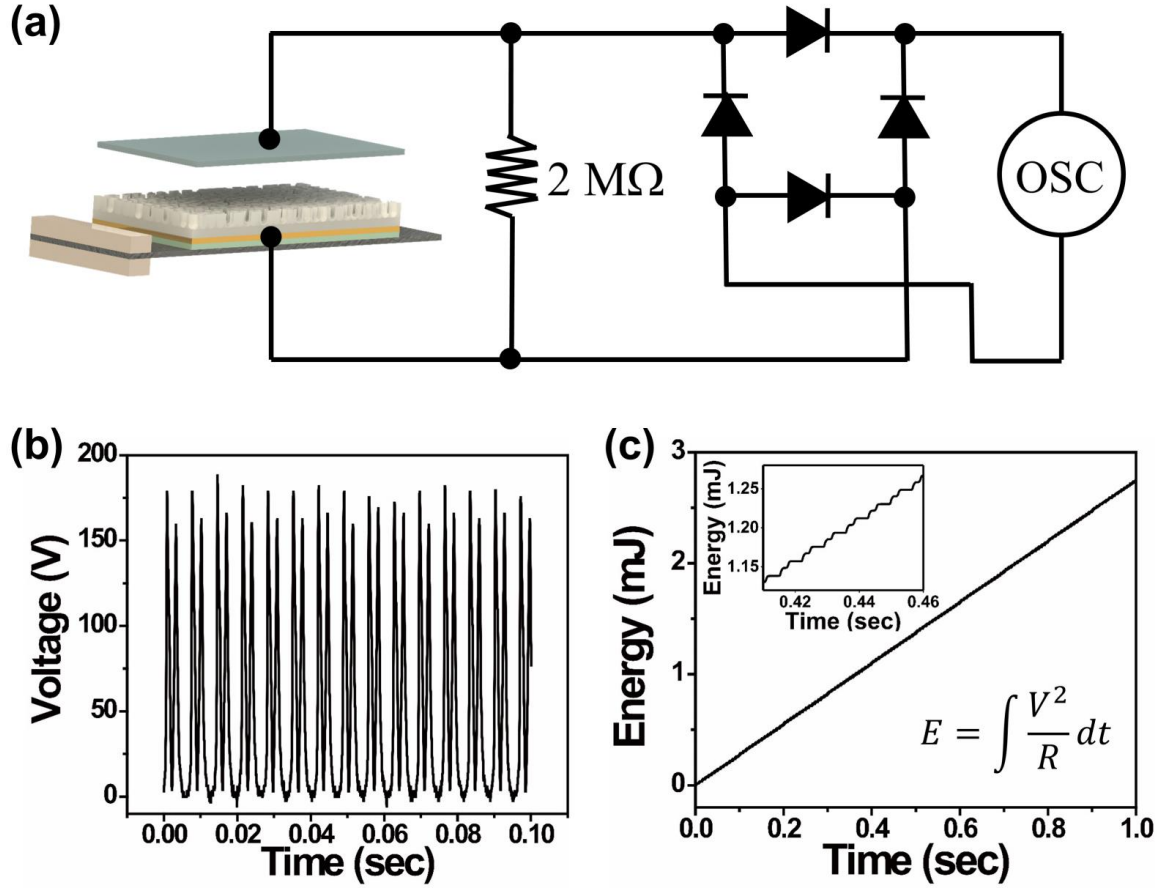 (a)
2 MΩ
OSC
(b)
200
150
100
50
0
Voltage (V)
0.00 0.02 0.04 0.06 0.08 0.10
Time (sec)
(c)
3
2
1
0
Energy (mJ)
1.25
1.20
1.15
Energy (mJ)
0.42 0.44 0.46
Time (sec)
E = ∫ V²/R dt
0.0 0.2 0.4 0.6 0.8 1.0
Time (sec)